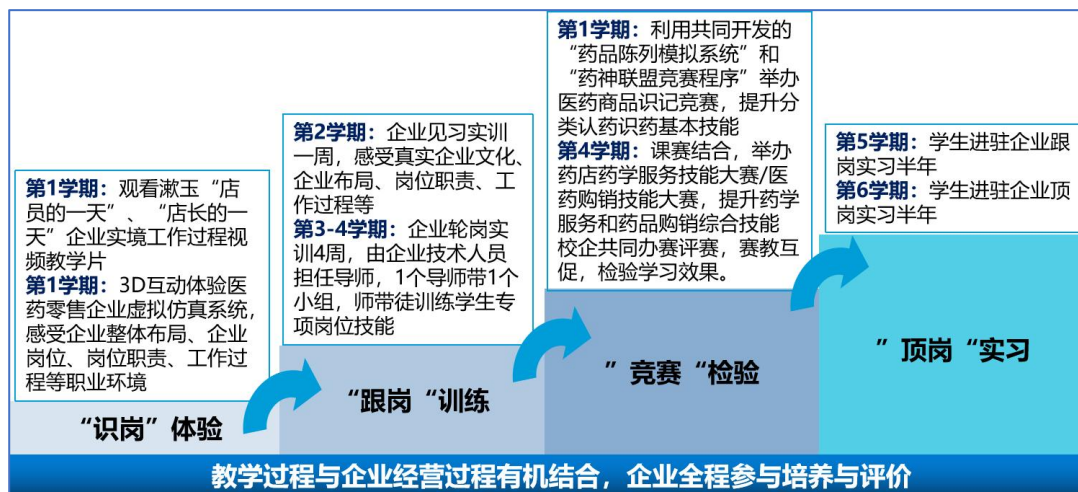 第1学期：观看漱玉“店
员的一天”、“店长的一
天”企业实境工作过程视
频教学片
第1学期：3D互动体验医
药零售企业虚拟仿真系统，
感受企业整体布局、企业
岗位、岗位职责、工作过
程等职业环境
“识岗”体验
第2学期：企业见习实训
一周，感受真实企业文化、
企业布局、岗位职责、工
作过程等
第3-4学期：企业轮岗实
训4周，由企业技术人员
担任导师，1个导师带1个
小组，师带徒训练学生专
项岗位技能
“跟岗“训练
第1学期：利用共同开发的
“药品陈列模拟系统”和
“药神联盟竞赛程序”举办
医药商品识记竞赛，提升分
类认药识药基本技能
第4学期：课赛结合，举办
药店药学服务技能大赛/医
药购销技能大赛，提升药学
服务和药品购销综合技能
校企共同办赛评赛，赛教互
促，检验学习效果。
”竞赛“检验
第5学期：学生进驻企业跟
岗实习半年
第6学期：学生进驻企业顶
岗实习半年
”顶岗“实习
教学过程与企业经营过程有机结合，企业全程参与培养与评价